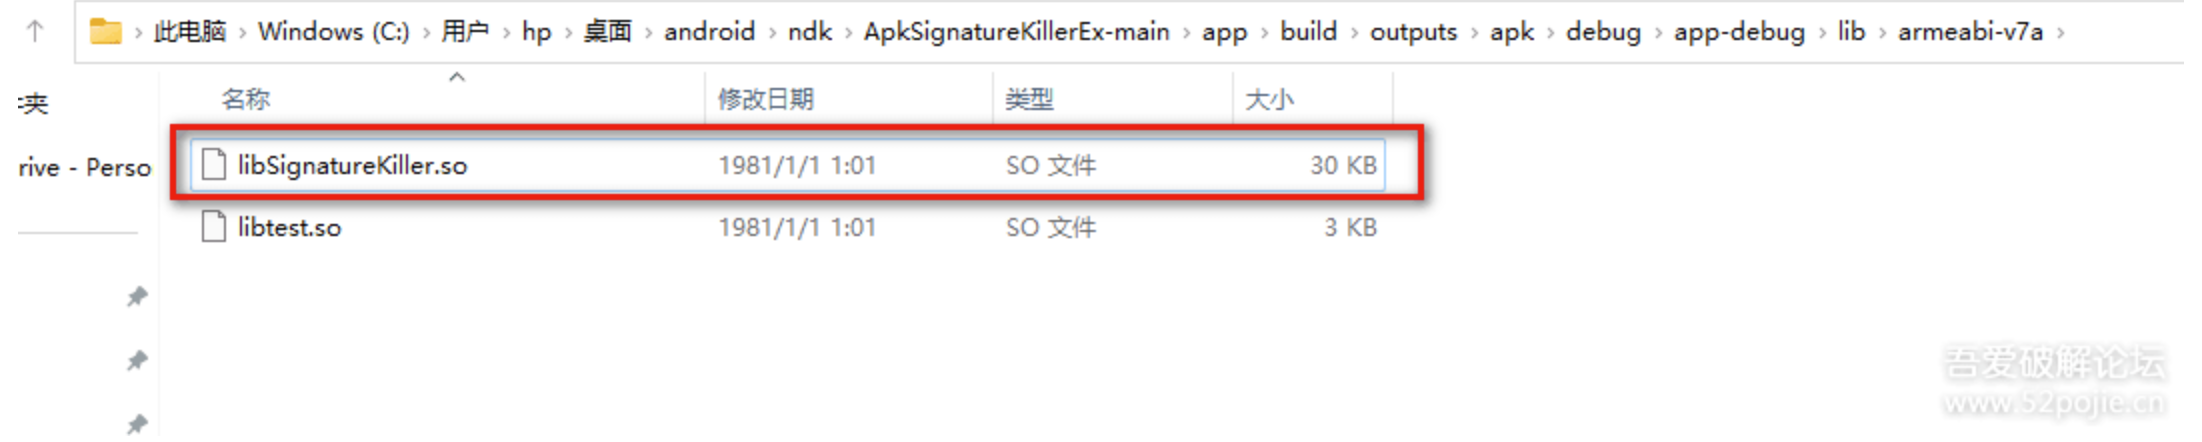 此电脑 › Windows (C:) › 用户 › hp › 桌面 › android › ndk › ApkSignatureKillerEx-main › app › build › outputs › apk › debug › app-debug › lib › armeabi-v7a ›
夹
名称 修改日期 类型 大小
rive - Perso
libSignatureKiller.so 1981/1/1 1:01 SO 文件 30 KB
libtest.so 1981/1/1 1:01 SO 文件 3 KB
吾爱破解论坛
www.52pojie.cn